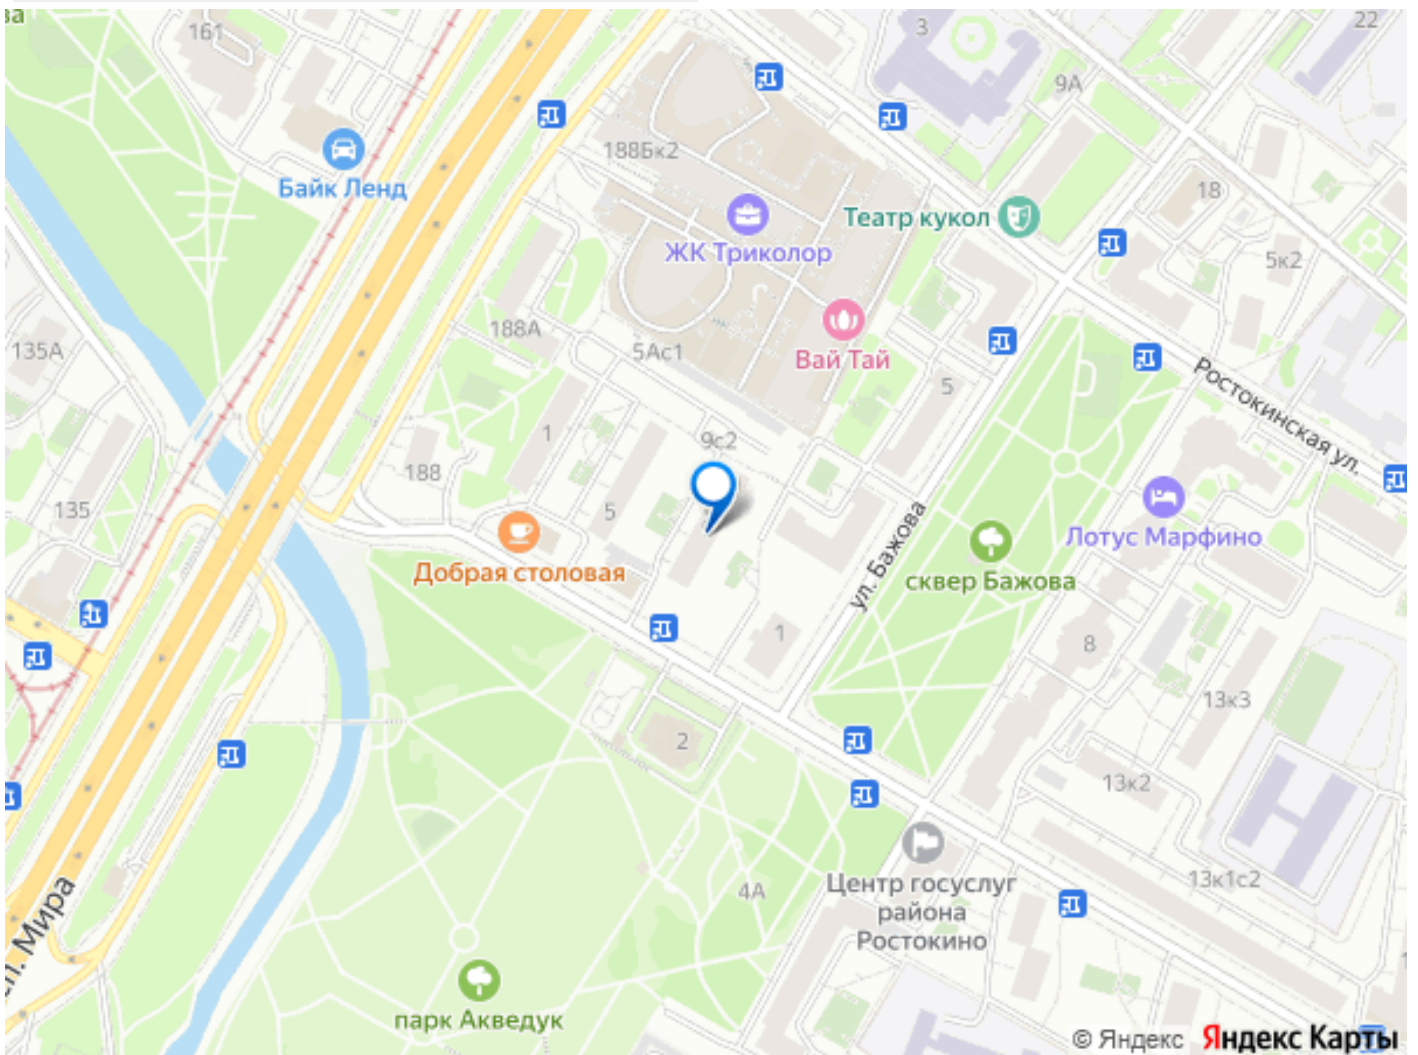 за
161
3
22
9А
188Бк2
Байк Ленд
18
Театр кукол
ЖК Триколор
5к2
188А
5Ас1
135А
Вай Тай
5
Ростокинская ул.
1
9с2
188
135
5
Лотус Марфино
ул. Бажова
Добрая столовая
сквер Бажова
1
8
13к3
2
13к2
Центр госуслуг
района
Ростокино
13к1с2
4А
Мира
парк Акведук
© Яндекс Яндекс Карты